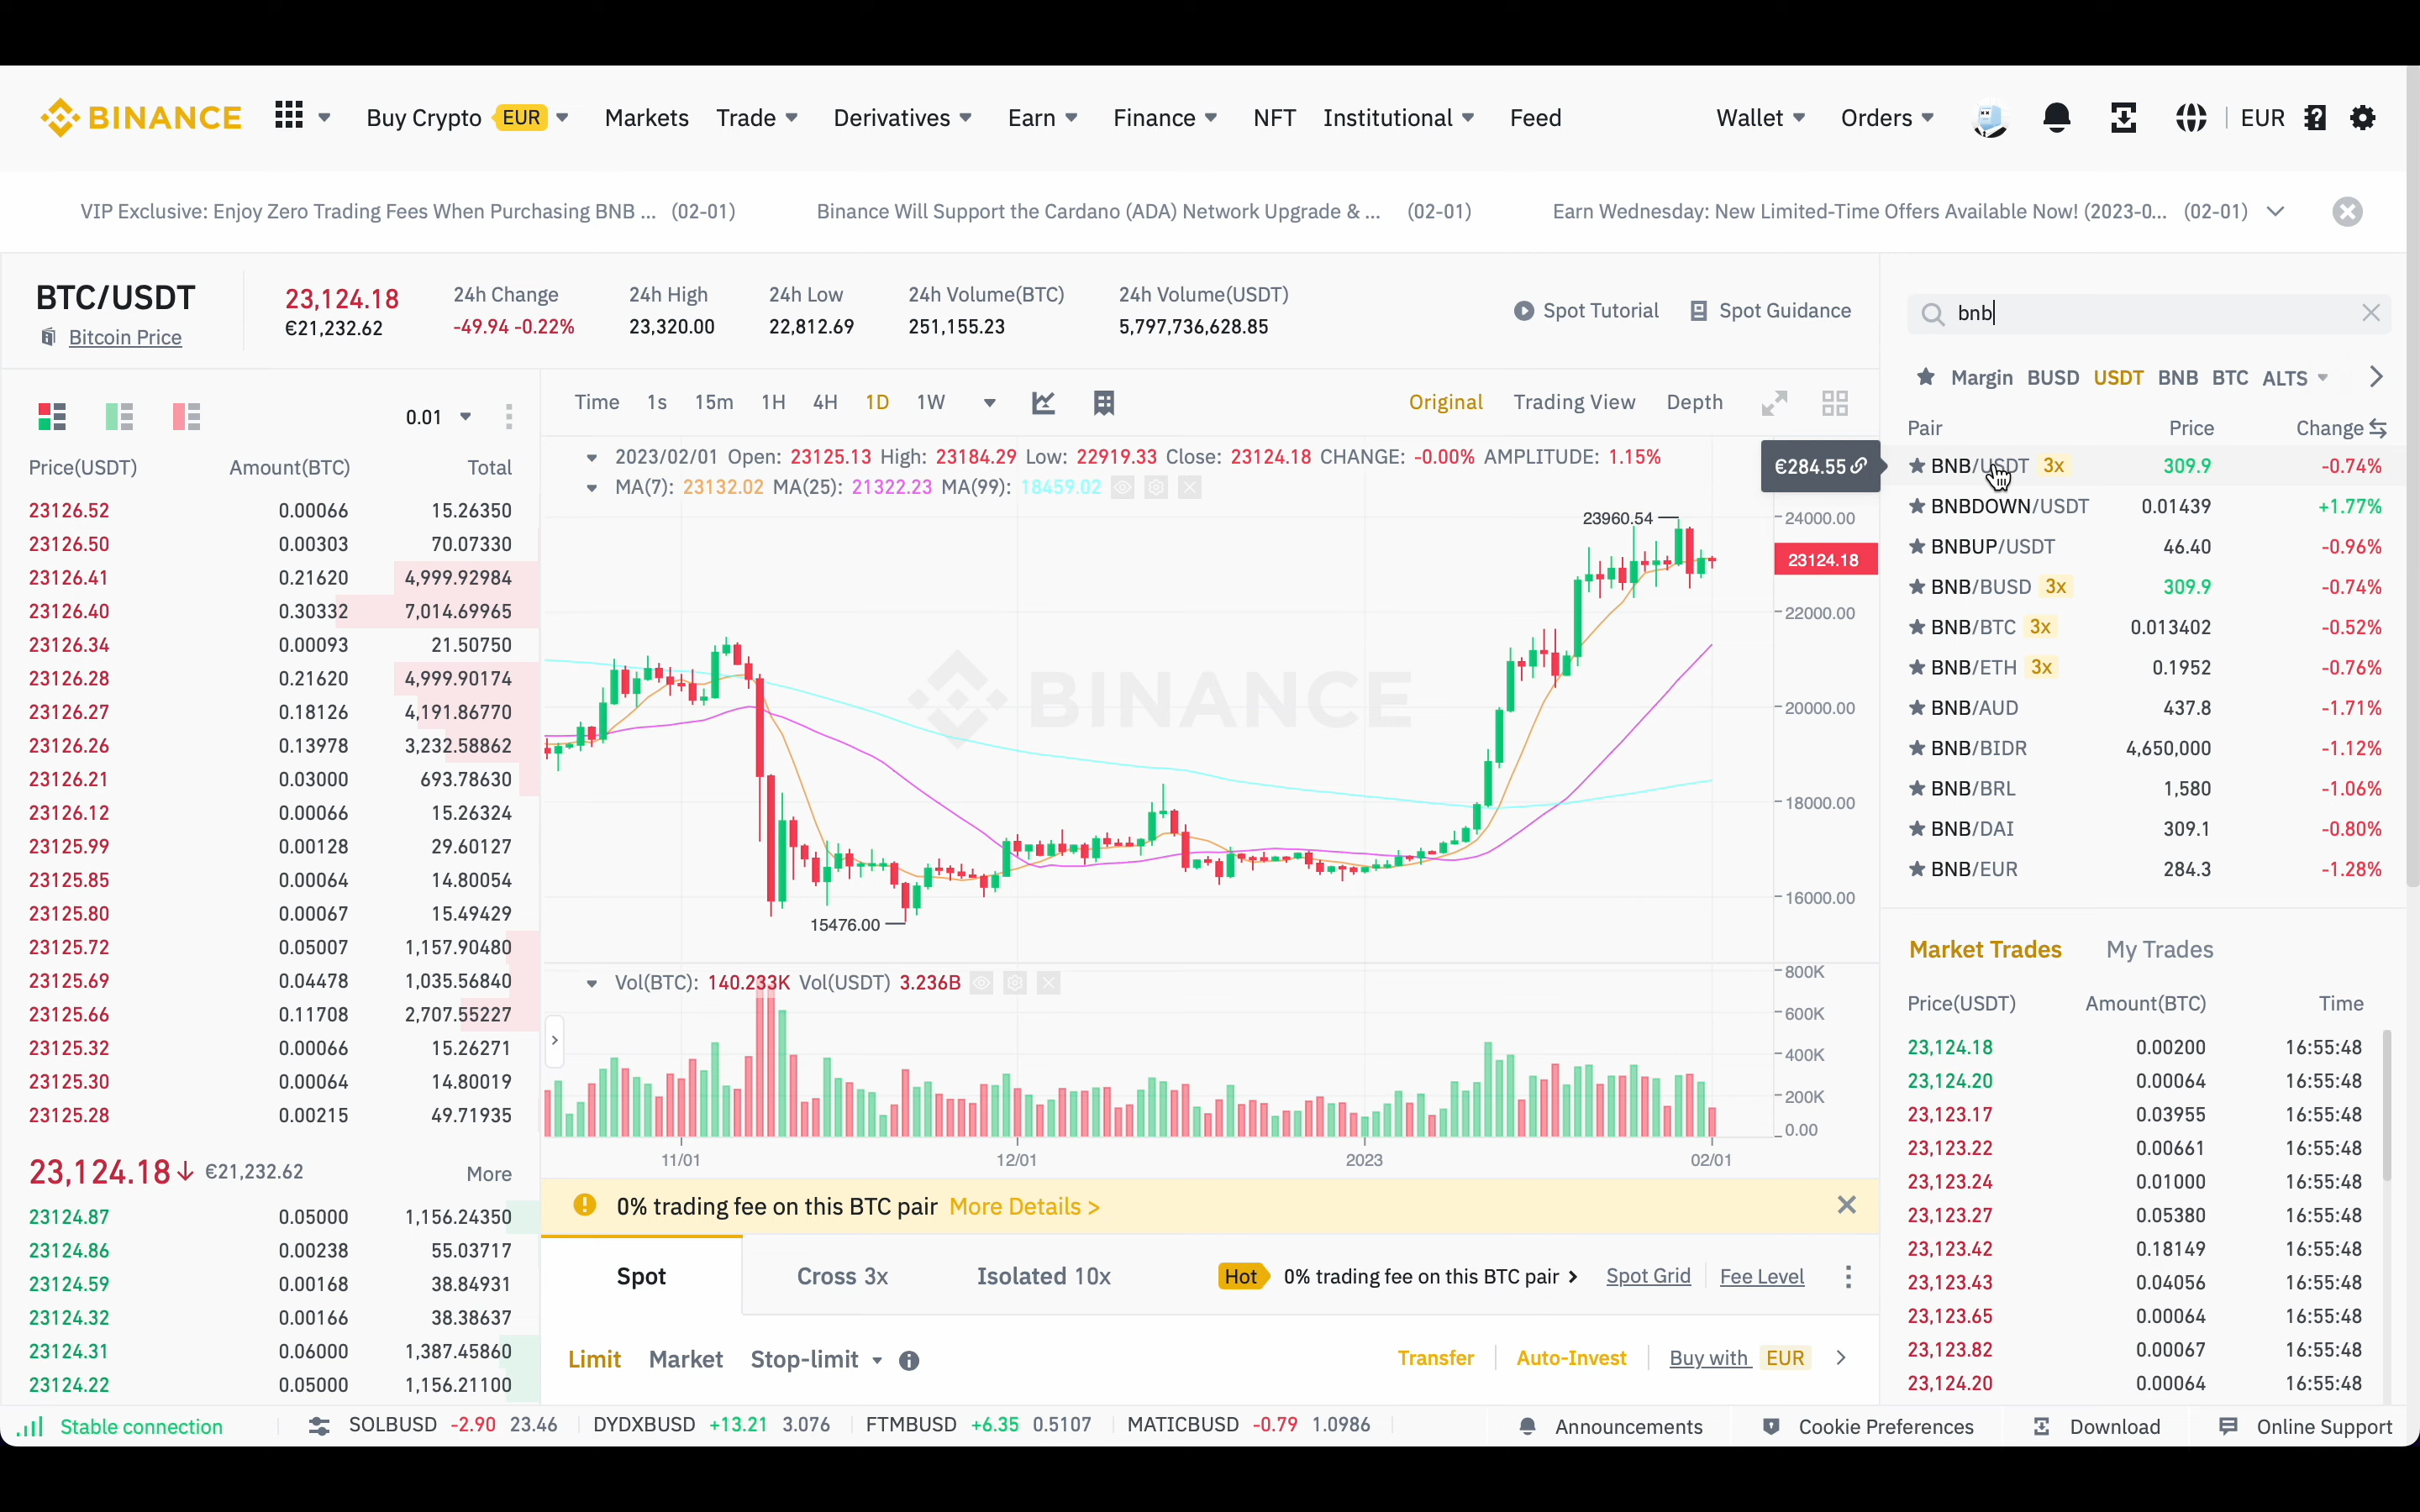 BINANCE Buy Crypto EUR Markets Trade Derivatives Earn Finance NFT Institutional Feed Wallet Orders EUR
VIP Exclusive: Enjoy Zero Trading Fees When Purchasing BNB ... (02-01) Binance Will Support the Cardano (ADA) Network Upgrade & ... (02-01) Earn Wednesday: New Limited-Time Offers Available Now! (2023-0... (02-01)
BTC/USDT
Bitcoin Price
23,124.18
€21,232.62
24h Change
-49.94 -0.22%
24h High
23,320.00
24h Low
22,812.69
24h Volume(BTC)
251,155.23
24h Volume(USDT)
5,797,736,628.85
Spot Tutorial Spot Guidance
0.01
Price(USDT) Amount(BTC) Total
23126.52 0.00066 15.26350
23126.50 0.00303 70.07330
23126.41 0.21620 4,999.92984
23126.40 0.30332 7,014.69965
23126.34 0.00093 21.50750
23126.28 0.21620 4,999.90174
23126.27 0.18126 4,191.86770
23126.26 0.13978 3,232.58862
23126.21 0.03000 693.78630
23126.12 0.00066 15.26324
23125.99 0.00128 29.60127
23125.85 0.00064 14.80054
23125.80 0.00067 15.49429
23125.72 0.05007 1,157.90480
23125.69 0.04478 1,035.56840
23125.66 0.11708 2,707.55227
23125.32 0.00066 15.26271
23125.30 0.00064 14.80019
23125.28 0.00215 49.71935
23,124.18 €21,232.62 More
23124.87 0.05000 1,156.24350
23124.86 0.00238 55.03717
23124.59 0.00168 38.84931
23124.32 0.00166 38.38637
23124.31 0.06000 1,387.45860
23124.22 0.05000 1,156.21100
Time 1s 15m 1H 4H 1D 1W Original Trading View Depth
2023/02/01 Open: 23125.13 High: 23184.29 Low: 22919.33 Close: 23124.18 CHANGE: -0.00% AMPLITUDE: 1.15%
MA(7): 23132.02 MA(25): 21322.23 MA(99): 18459.02
23960.54
24000.00
23124.18
22000.00
20000.00
BINANCE
18000.00
16000.00
15476.00
Vol(BTC): 140.233K Vol(USDT) 3.236B
800K
600K
400K
200K
0.00
11/01 12/01 2023 02/01
0% trading fee on this BTC pair More Details >
Spot Cross 3x Isolated 10x Hot 0% trading fee on this BTC pair Spot Grid Fee Level
Limit Market Stop-limit Transfer Auto-Invest Buy with EUR
bnb
Margin BUSD USDT BNB BTC ALTS
Pair Price Change
€284.55
BNB/USDT 3x 309.9 -0.74%
BNBDOWN/USDT 0.01439 +1.77%
BNBUP/USDT 46.40 -0.96%
BNB/BUSD 3x 309.9 -0.74%
BNB/BTC 3x 0.013402 -0.52%
BNB/ETH 3x 0.1952 -0.76%
BNB/AUD 437.8 -1.71%
BNB/BIDR 4,650,000 -1.12%
BNB/BRL 1,580 -1.06%
BNB/DAI 309.1 -0.80%
BNB/EUR 284.3 -1.28%
Market Trades My Trades
Price(USDT) Amount(BTC) Time
23,124.18 0.00200 16:55:48
23,124.20 0.00064 16:55:48
23,123.17 0.03955 16:55:48
23,123.22 0.00661 16:55:48
23,123.24 0.01000 16:55:48
23,123.27 0.05380 16:55:48
23,123.42 0.18149 16:55:48
23,123.43 0.04056 16:55:48
23,123.65 0.00064 16:55:48
23,123.82 0.00067 16:55:48
23,124.20 0.00064 16:55:48
Stable connection SOLBUSD -2.90 23.46 DYDXBUSD +13.21 3.076 FTMBUSD +6.35 0.5107 MATICBUSD -0.79 1.0986 Announcements Cookie Preferences Download Online Support